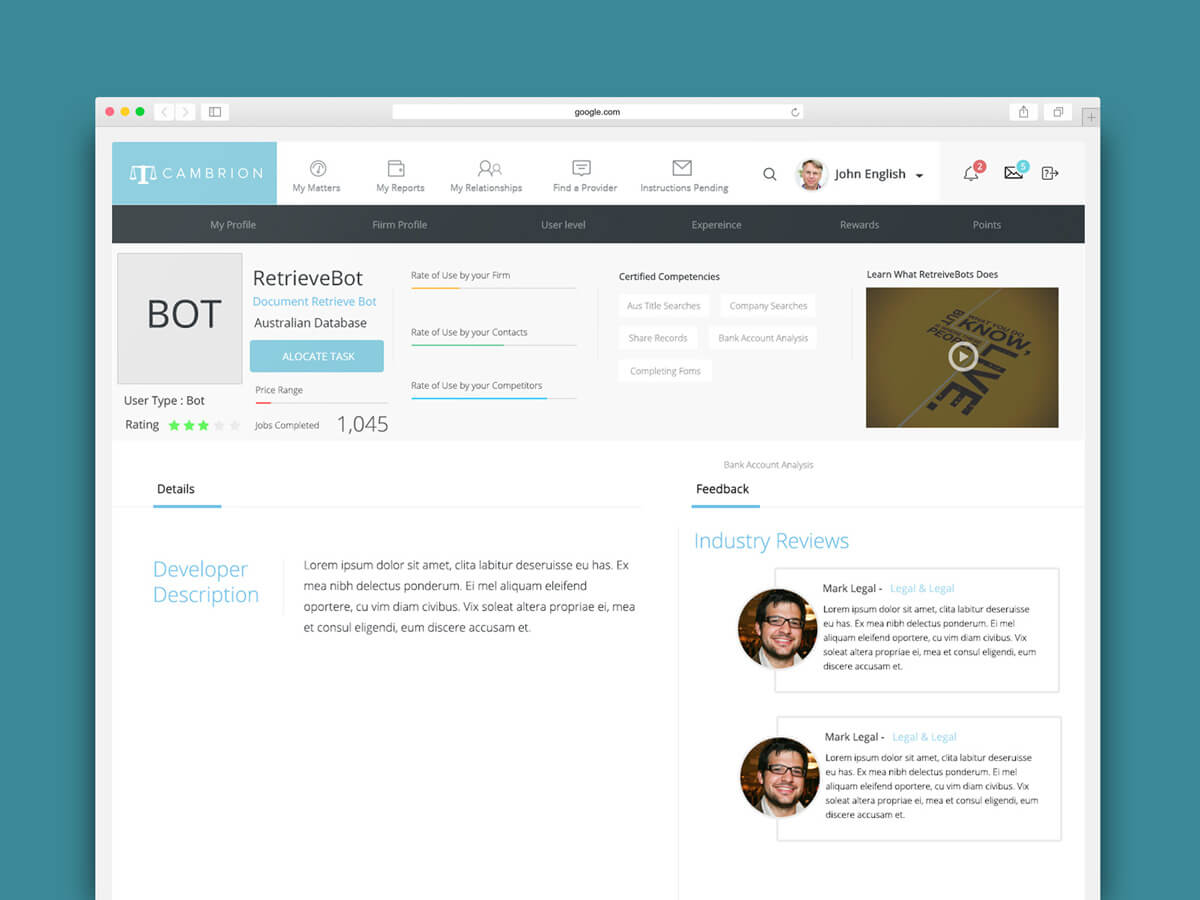 google.com
CAMBRION
My Matters
My Reports
My Relationships
Find a Provider
Instructions Pending
John English
2
5
My Profile
Fiirm Profile
User level
Expereince
Rewards
Points
BOT
User Type : Bot
Rating
RetrieveBot
Document Retrieve Bot
Australian Database
ALOCATE TASK
Price Range
Jobs Completed 1,045
Rate of Use by your Firm
Rate of Use by your Contacts
Rate of Use by your Competitors
Certified Competencies
Aus Title Searches
Company Searches
Share Records
Bank Account Analysis
Completing Foms
Learn What RetreiveBots Does
WHAT YOU DO
KNOW,
BUT
PEOPLE
LIVE.
Bank Account Analysis
Details
Feedback
Developer
Description
Lorem ipsum dolor sit amet, clita labitur deseruisse eu has. Ex
mea nibh delectus ponderum. Ei mel aliquam eleifend
oportere, cu vim diam civibus. Vix soleat altera propriae ei, mea
et consul eligendi, eum discere accusam et.
Industry Reviews
Mark Legal - Legal & Legal
Lorem ipsum dolor sit amet, clita labitur deseruisse
eu has. Ex mea nibh delectus ponderum. Ei mel
aliquam eleifend oportere, cu vim diam civibus. Vix
soleat altera propriae ei, mea et consul eligendi, eum
discere accusam et.
Mark Legal - Legal & Legal
Lorem ipsum dolor sit amet, clita labitur deseruisse
eu has. Ex mea nibh delectus ponderum. Ei mel
aliquam eleifend oportere, cu vim diam civibus. Vix
soleat altera propriae ei, mea et consul eligendi, eum
discere accusam et.